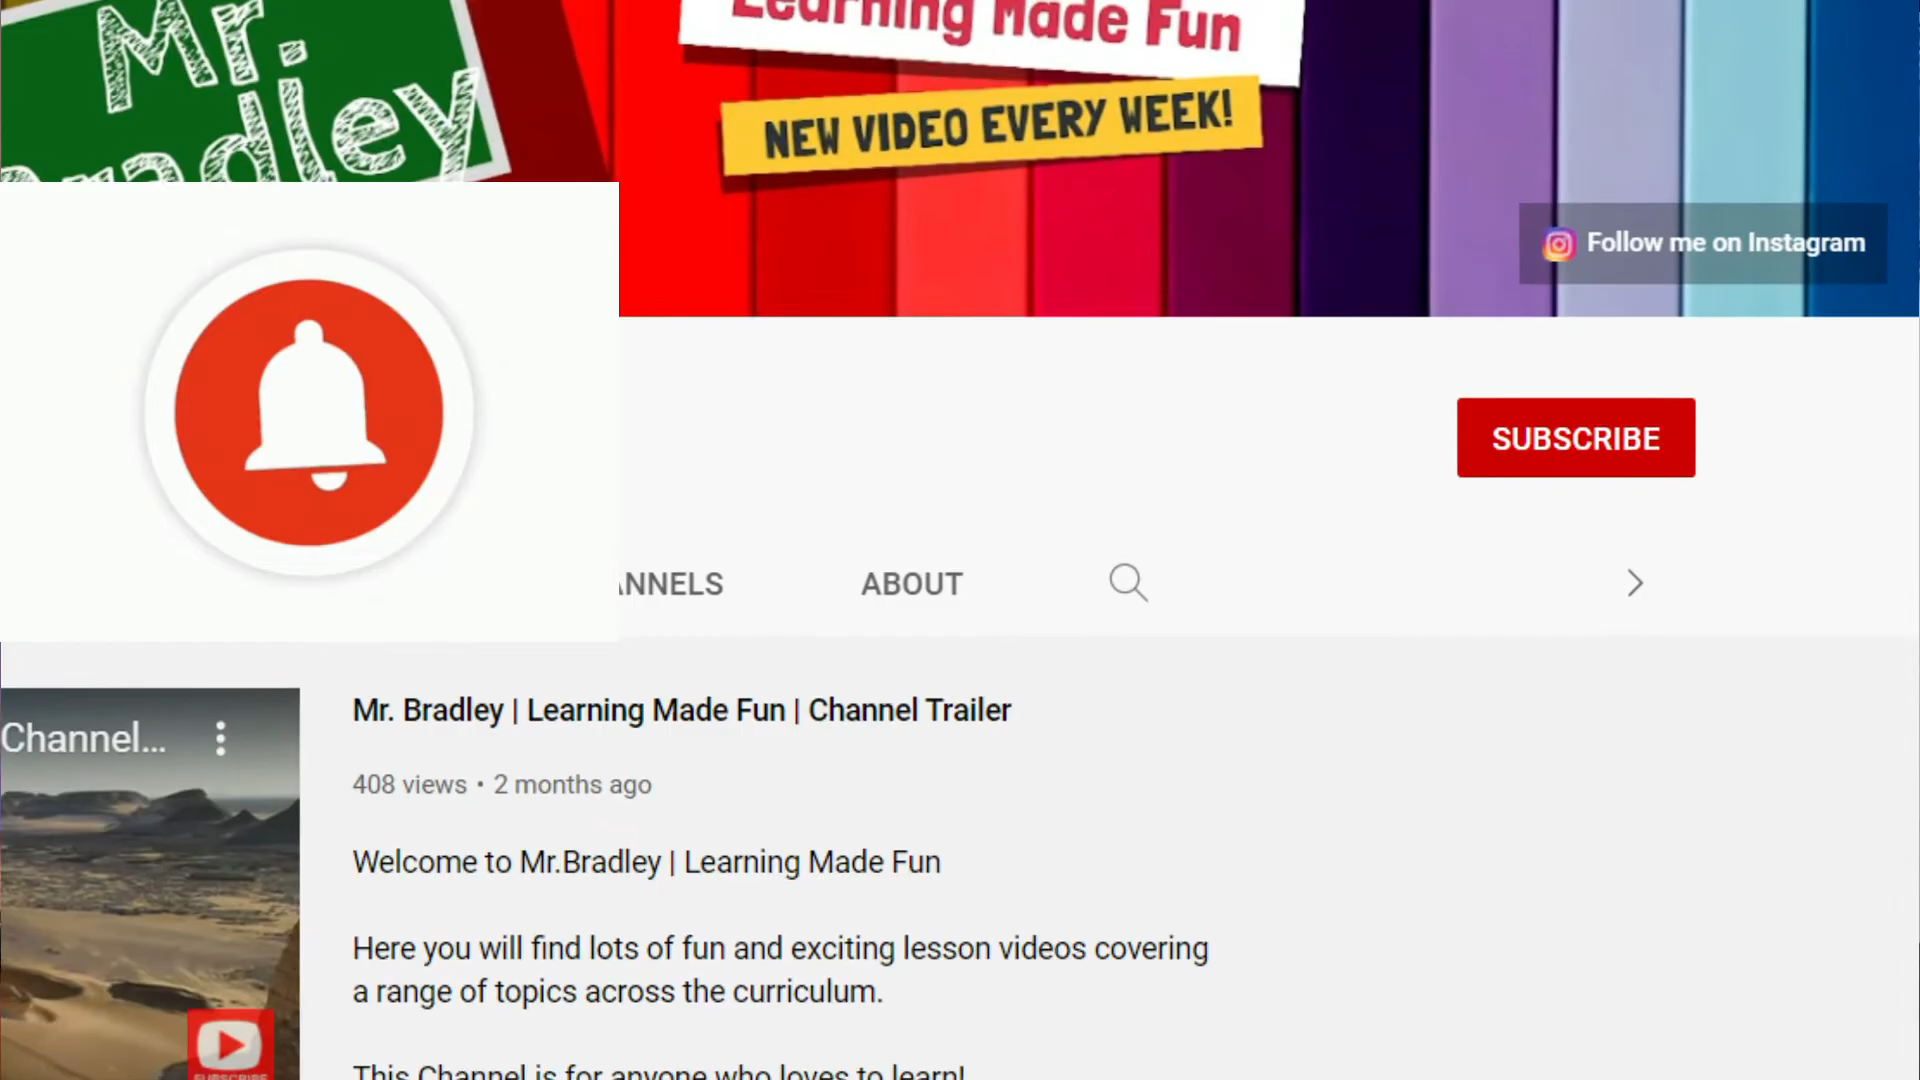 Mr.
Bradley
Learning Made Fun
NEW VIDEO EVERY WEEK!
Follow me on Instagram
SUBSCRIBE
ANNELS
ABOUT
Channel...
Mr. Bradley | Learning Made Fun | Channel Trailer
408 views • 2 months ago
Welcome to Mr.Bradley | Learning Made Fun
Here you will find lots of fun and exciting lesson videos covering
a range of topics across the curriculum.
This Channel is for anyone who loves to learn!
SUBSCRIBE